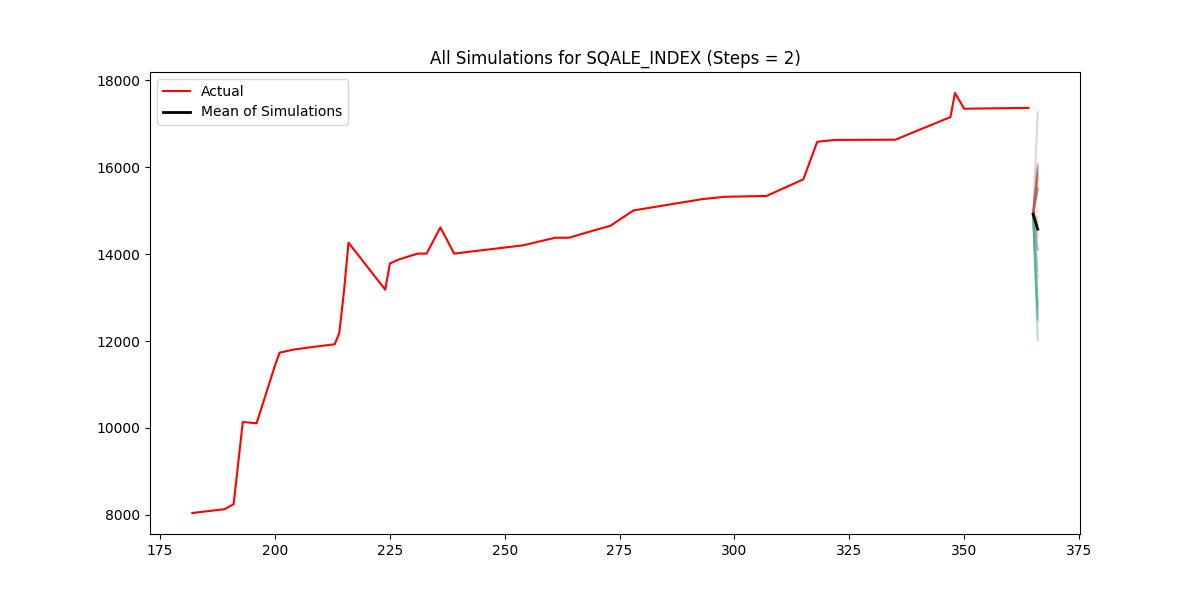 All Simulations for SQALE_INDEX (Steps = 2)
Actual
Mean of Simulations
18000
16000
14000
12000
10000
8000
175 200 225 250 275 300 325 350 375